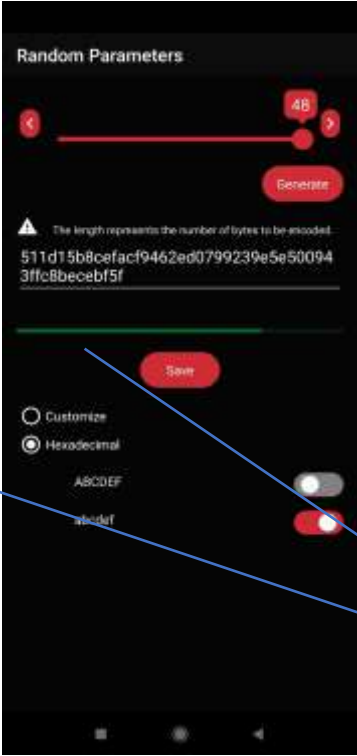 Random Parameters
48
Generate
The length represents the number of bytes to be encoded.
511d15b8cefacf9462ed0799239e5e50094
3ffc8becebf5f
Save
Customize
Hexadecimal
ABCDEF
abcdef